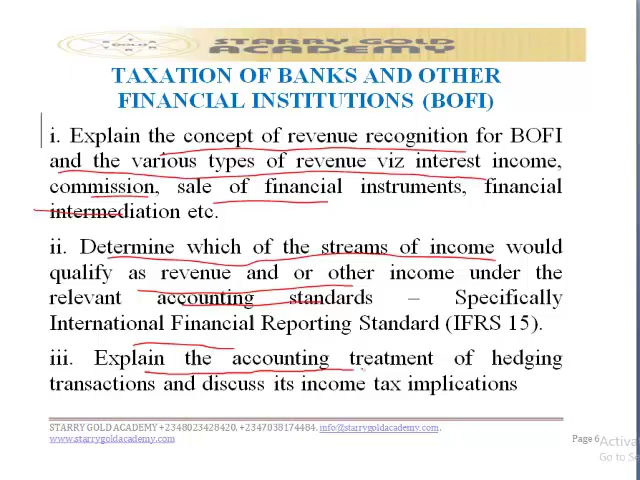 STARRY GOLD
ACADEMY
TAXATION OF BANKS AND OTHER
FINANCIAL INSTITUTIONS (BOFI)
i. Explain the concept of revenue recognition for BOFI
and the various types of revenue viz interest income,
commission, sale of financial instruments, financial
intermediation etc.
ii. Determine which of the streams of income would
qualify as revenue and or other income under the
relevant accounting standards – Specifically
International Financial Reporting Standard (IFRS 15).
iii. Explain the accounting treatment of hedging
transactions and discuss its income tax implications
STARRY GOLD ACADEMY +2348023428420. +2347038174484. info@starrygoldacademy.com.
www.starrygoldacademy.com Page 6
Activa
Go to Se